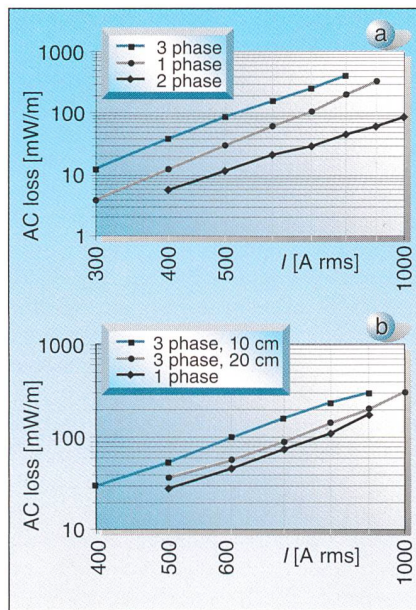 a
3 phase
1 phase
2 phase
AC loss [mW/m]
1000
100
10
1
300
400
500
I [A rms]
1000
b
3 phase, 10 cm
3 phase, 20 cm
1 phase
AC loss [mW/m]
1000
100
10
400
500
600
I [A rms]
1000